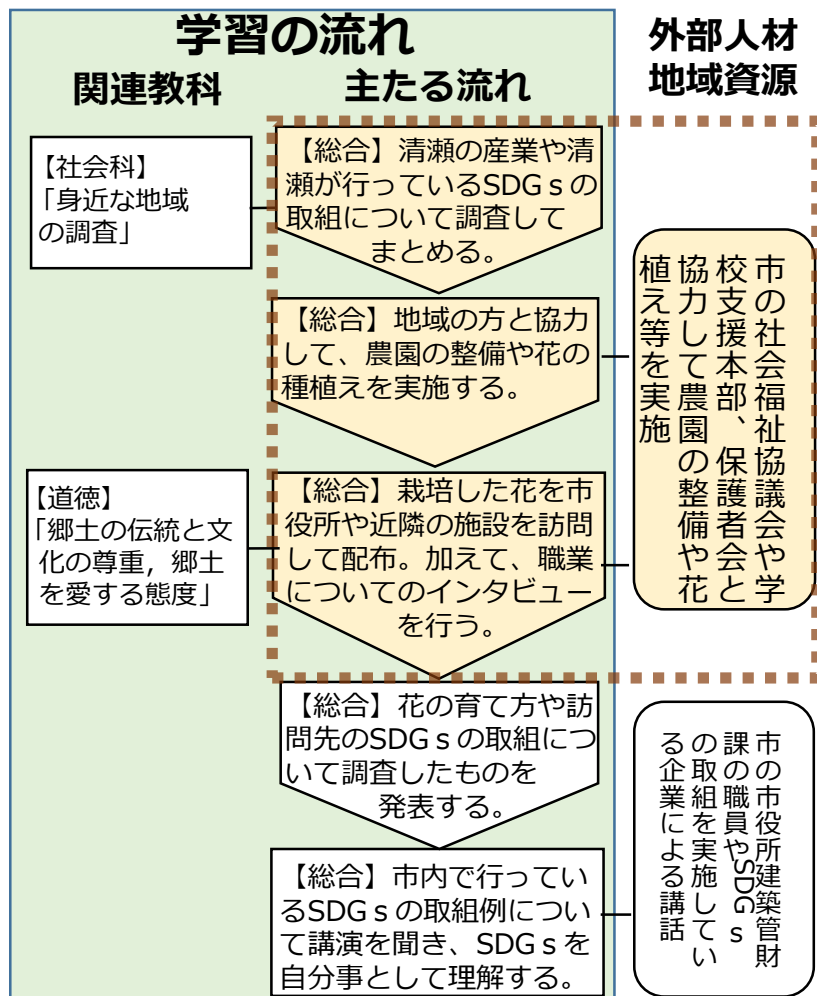 学習の流れ
関連教科
主たる流れ
外部人材
地域資源
【社会科】
「身近な地域
の調査」
【総合】清瀬の産業や清
瀬が行っているSDGｓの
取組について調査して
まとめる。
【総合】地域の方と協力
して、農園の整備や花の
種植えを実施する。
市の社会福祉協議会や学
校支援本部、保護者会と
協力して農園の整備や花
植え等を実施
【道徳】
「郷土の伝統と文
化の尊重，郷土
を愛する態度」
【総合】栽培した花を市
役所や近隣の施設を訪問
して配布。加えて、職業
についてのインタビュー
を行う。
【総合】花の育て方や訪
問先のSDGｓの取組につ
いて調査したものを
発表する。
【総合】市内で行ってい
るSDGｓの取組例につい
て講演を聞き、SDGｓを
自分事として理解する。
市の市役所建築管財
課の職員やSDGｓ
の取組を実施してい
る企業による講話